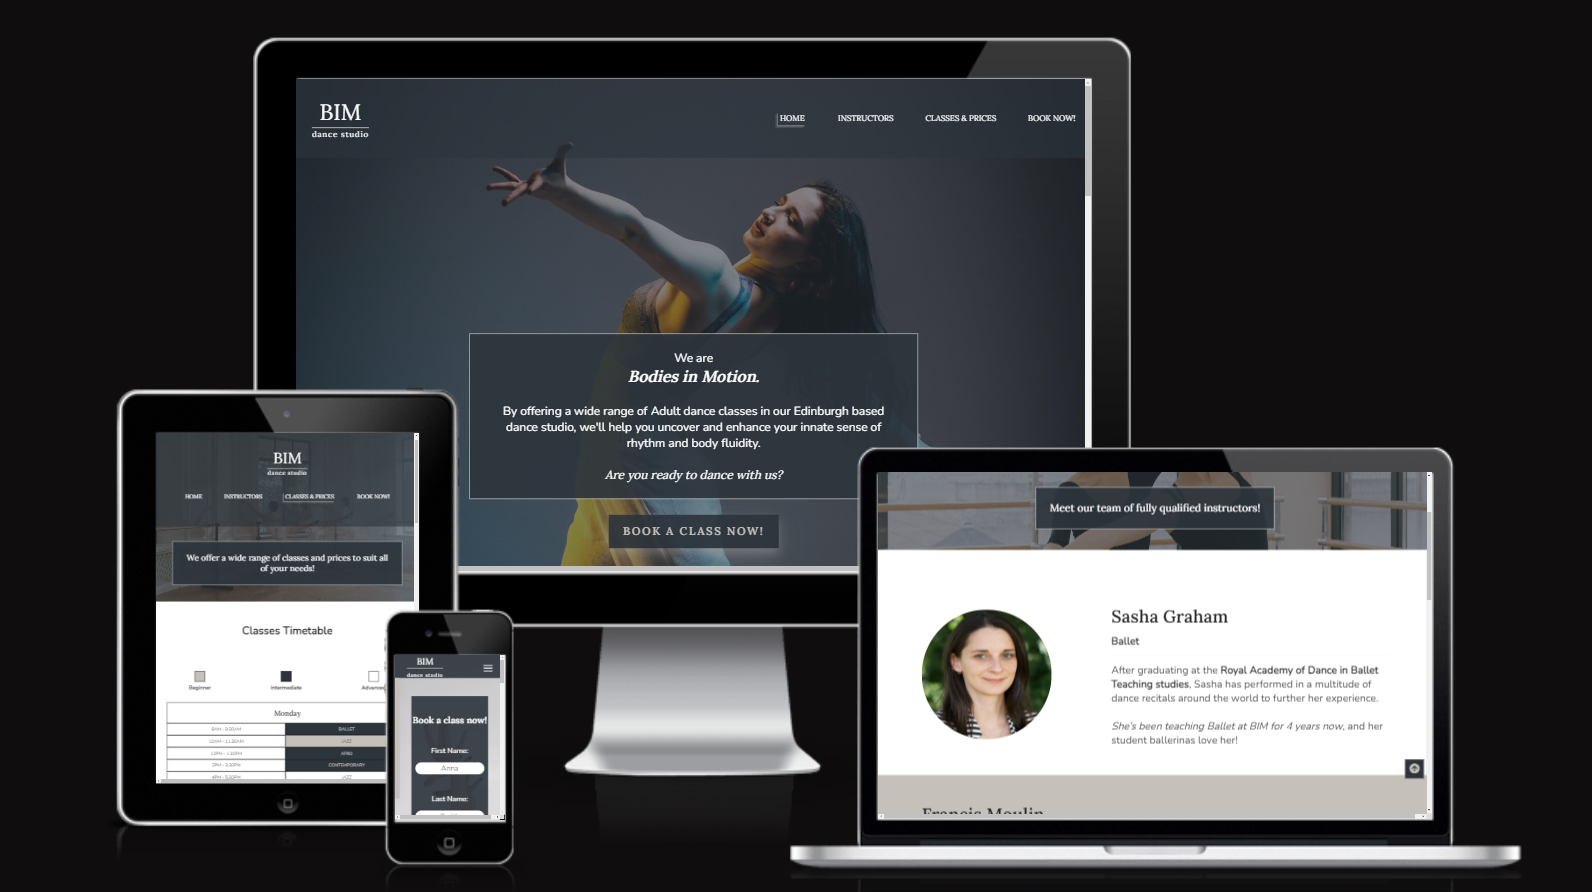 BIM
dance studio
HOME
INSTRUCTORS
CLASSES & PRICES
BOOK NOW!
We are
Bodies in Motion.
By offering a wide range of Adult dance classes in our Edinburgh based
dance studio, we'll help you uncover and enhance your innate sense of
rhythm and body fluidity.
Are you ready to dance with us?
BOOK A CLASS NOW!
BIM
dance studio
HOME
INSTRUCTORS
CLASSES & PRICES
BOOK NOW!
We offer a wide range of classes and prices to suit all
of your needs!
Classes Timetable
Beginner
Intermediate
Advanced
Monday
BALLET
JAZZ
AFRO
CONTEMPORARY
JAZZ
BIM
dance studio
Book a class now!
First Name:
Anna
Last Name:
Meet our team of fully qualified instructors!
Sasha Graham
Ballet
After graduating at the Royal Academy of Dance in Ballet
Teaching studies, Sasha has performed in a multitude of
dance recitals around the world to further her experience.
She's been teaching Ballet at BIM for 4 years now, and her
student ballerinas love her!
Francis Moulin